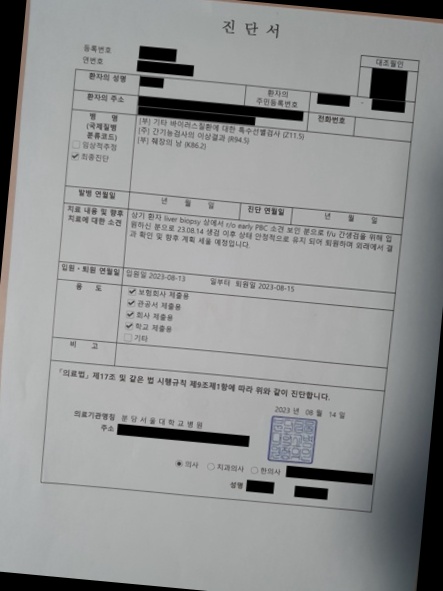 진 단 서
등록번호
연번호
대조필인
환자의 성명
환자의 주민등록번호
환자의 주소
전화번호
병 명
(국제질병
분류코드)
임상적추정
최종진단
(부) 기타 바이러스질환에 대한 특수선별검사 (Z11.5)
(주) 간기능검사의 이상결과 (R94.5)
(부) 췌장의 낭 (K86.2)
발병 연월일
년 월 일
진단 연월일
년 월 일
치료 내용 및 향후
치료에 대한 소견
상기 환자 liver biopsy 상에서 r/o early PBC 소견 보인 분으로 f/u 간생검을 위해 입
원하신 분으로 23.08.14 생검 이후 상태 안정적으로 유지 되어 퇴원하며 외래에서 결
과 확인 및 향후 계획 세울 예정입니다.
입원・퇴원 연월일
입원일 2023-08-13 일부터 퇴원일 2023-08-15
용 도
보험회사 제출용
관공서 제출용
회사 제출용
학교 제출용
기타
비 고
「의료법」제17조 및 같은 법 시행규칙 제9조제1항에 따라 위와 같이 진단합니다.
2023 년 08 월 14 일
의료기관명칭 분당서울대학교병원
주소
의사 치과의사 한의사
성명